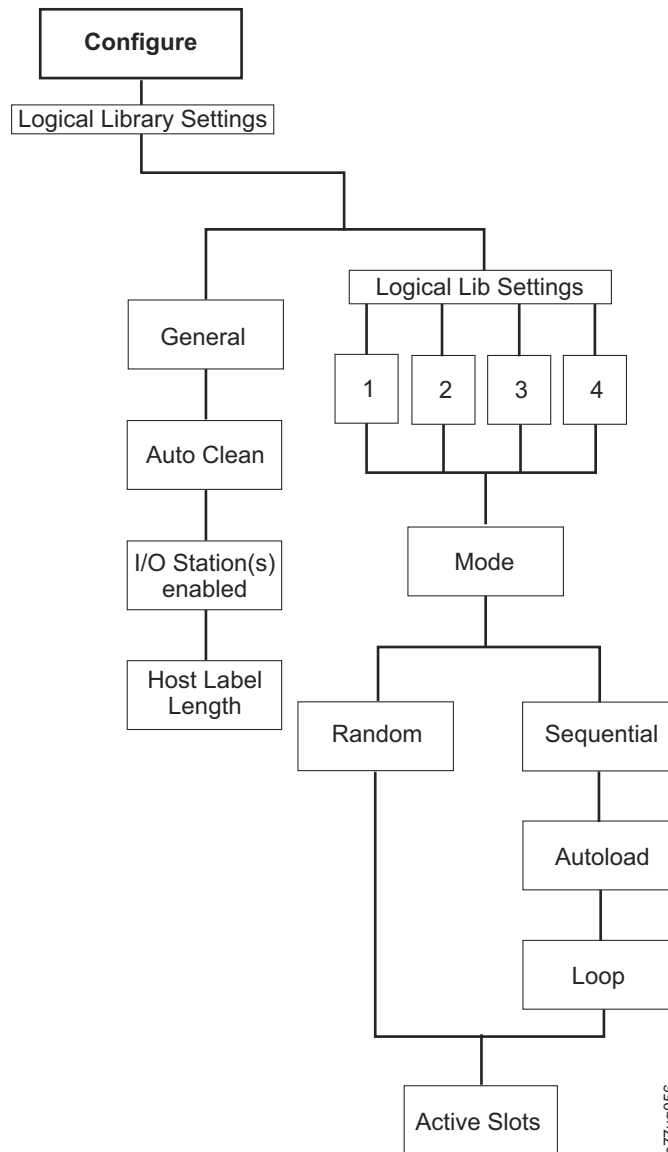 Configure
Logical Library Settings
Logical Lib Settings
General
1
2
3
4
Auto Clean
I/O Station(s)
enabled
Mode
Host Label
Length
Random
Sequential
Autoload
Loop
Active Slots